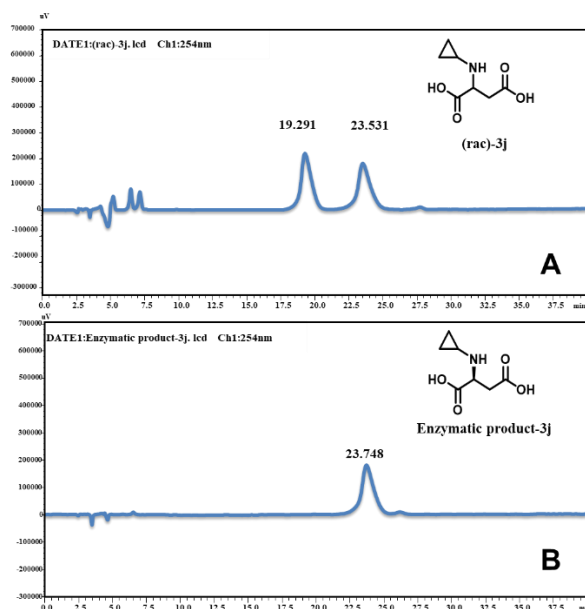 uV
700000
DATE1:(rac)-3j. lcd Ch1:254nm
600000
500000
400000
300000
200000
100000
0
-100000
-200000
-300000
19.291 23.531
NH
HO
O
O
OH
(rac)-3j
A
0.0 2.5 5.0 7.5 10.0 12.5 15.0 17.5 20.0 22.5 25.0 27.5 30.0 32.5 35.0 37.5 min
uV
700000
DATE1:Enzymatic product-3j. lcd Ch1:254nm
600000
500000
400000
300000
200000
100000
0
-100000
-200000
-300000
23.748
NH
HO
O
O
OH
Enzymatic product-3j
B
0.0 2.5 5.0 7.5 10.0 12.5 15.0 17.5 20.0 22.5 25.0 27.5 30.0 32.5 35.0 37.5 min